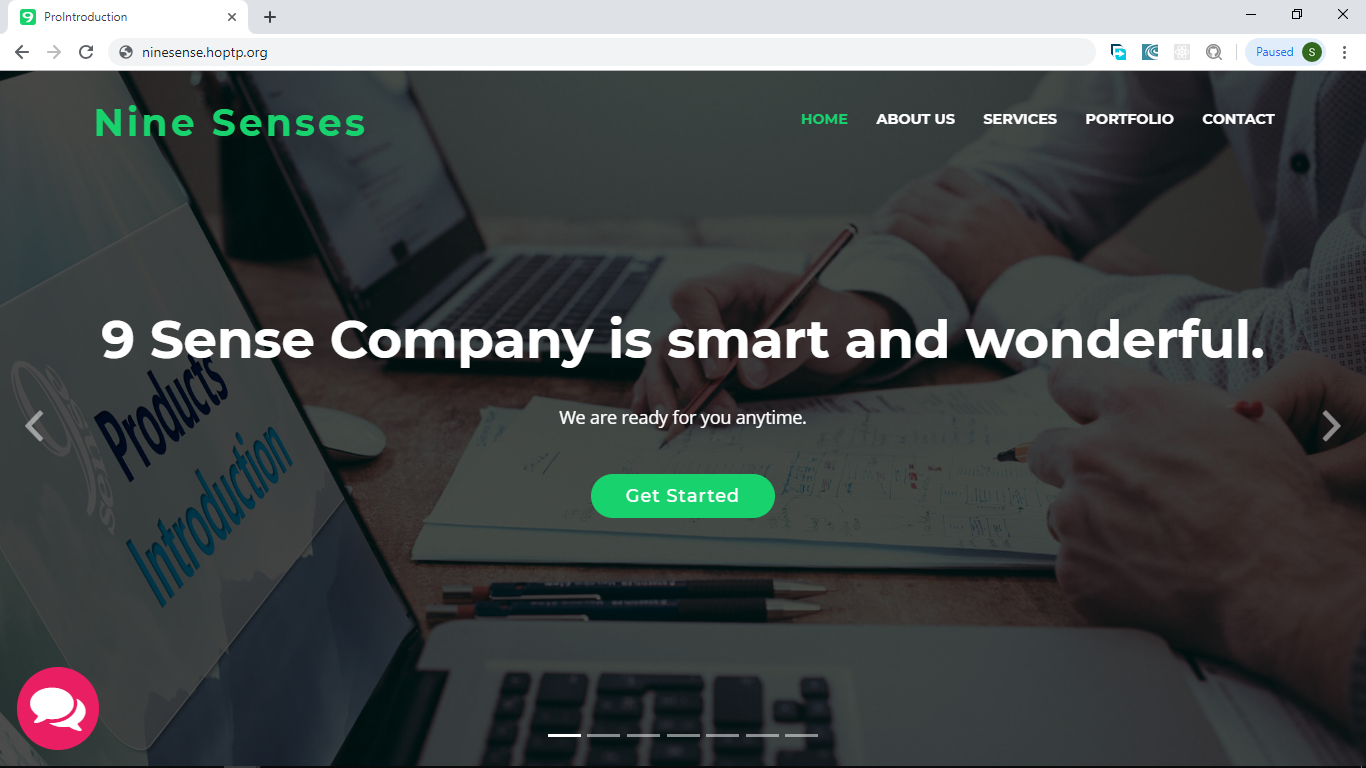 ProIntroduction
ninesense.hoptp.org
Paused
S
Nine Senses
HOME ABOUT US SERVICES PORTFOLIO CONTACT
9 Sense Company is smart and wonderful.
We are ready for you anytime.
Get Started
9
Products
Introduction